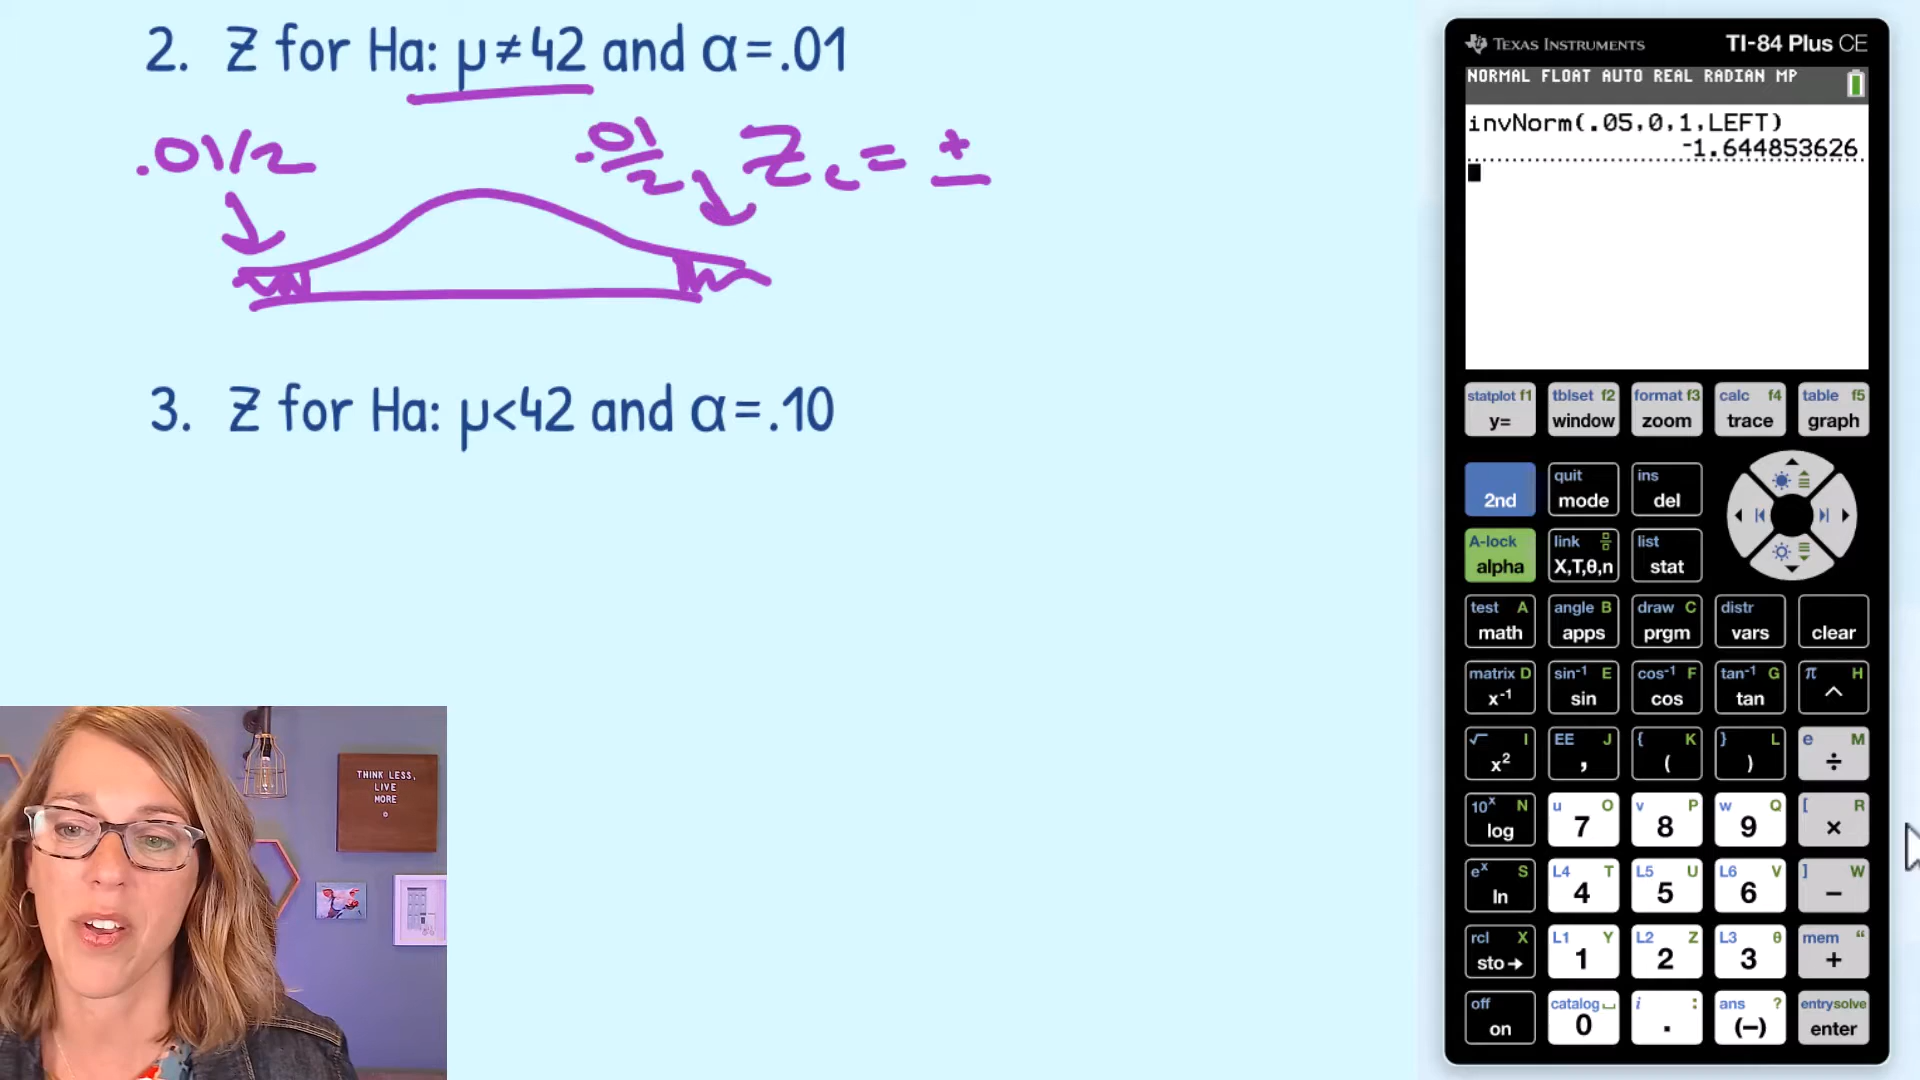 2. Z for Ha: μ≠42 and α=.01
.01/2
.01/2
Zc = ±
3. Z for Ha: μ<42 and α=.10
THINK LESS,
LIVE
MORE
TEXAS INSTRUMENTS TI-84 Plus CE
NORMAL FLOAT AUTO REAL RADIAN MP
invNorm(.05,0,1,LEFT)
-1.644853626
statplot f1 tblset f2 format f3 calc f4 table f5
y= window zoom trace graph
quit ins
2nd mode del
A-lock link list
alpha X,T,θ,n stat
test A angle B draw C distr
math apps prgm vars clear
matrix D sin⁻¹ E cos⁻¹ F tan⁻¹ G π H
x⁻¹ sin cos tan ^
√ I EE J { K } L e M
x² , ( ) ÷
10ˣ N u O v P w Q [ R
log 7 8 9 ×
eˣ S L4 T L5 U L6 V ] W
ln 4 5 6 −
rcl X L1 Y L2 Z L3 θ mem “
sto→ 1 2 3 +
off catalog i : ans ? entry solve
on 0 . (−) enter